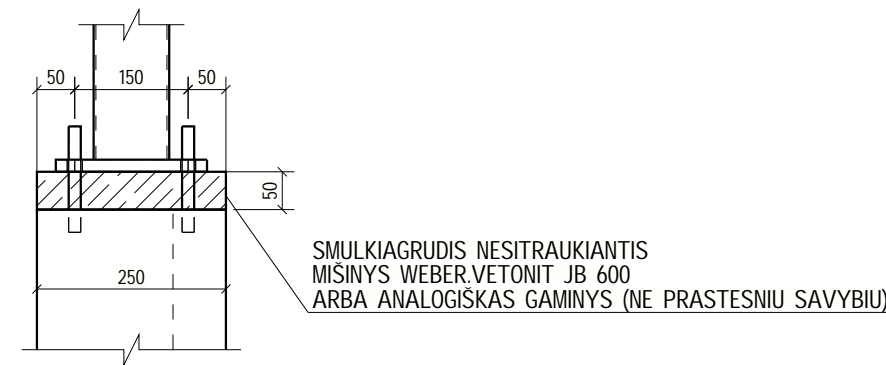 50 150 50
50
250
SMULKIAGRUDIS NESITRAUKIANTIS
MIŠINYS WEBER.VETONIT JB 600
ARBA ANALOGIŠKAS GAMINYS (NE PRASTESNIU SAVYBIU)